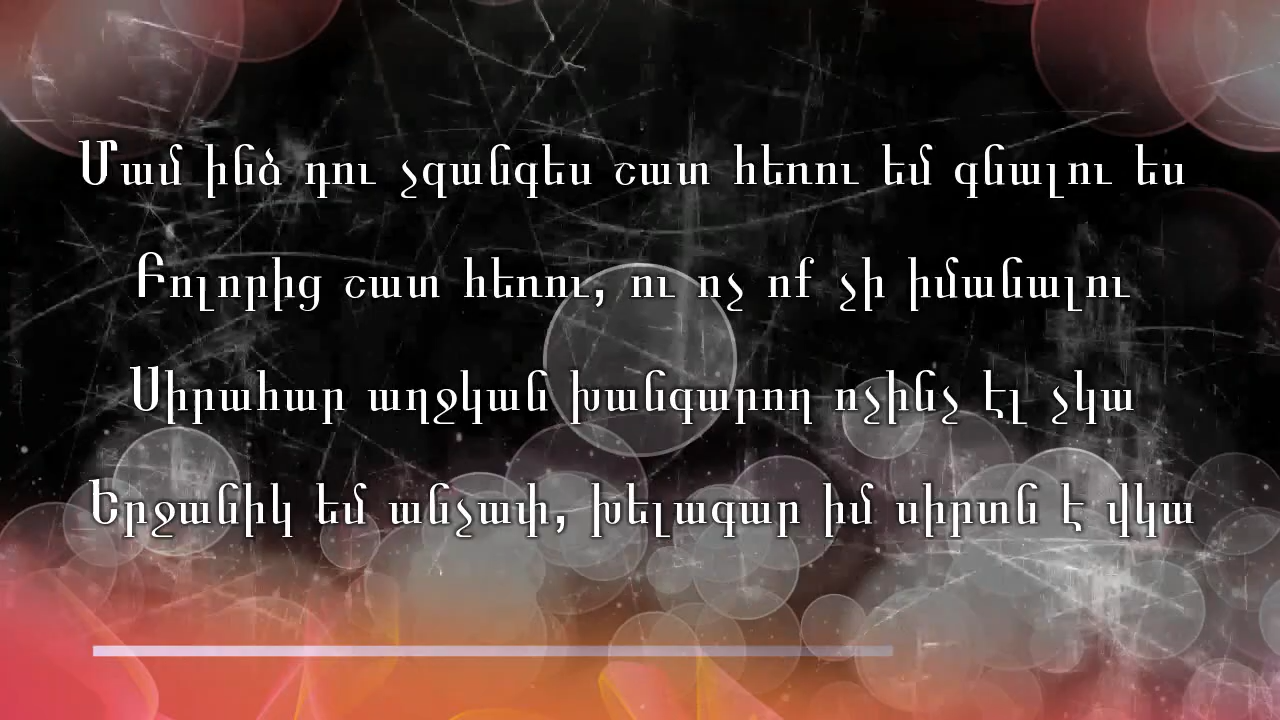 Մամ ինձ դու չզանգես շատ հեռու եմ գնալու ես
Բոլորից շատ հեռու, ու ոչ ոք չի իմանալու
Սիրահար աղջկան խանգարող ոչինչ էլ չկա
Երջանիկ եմ անչափ, խելագար իմ սիրտն է վկա